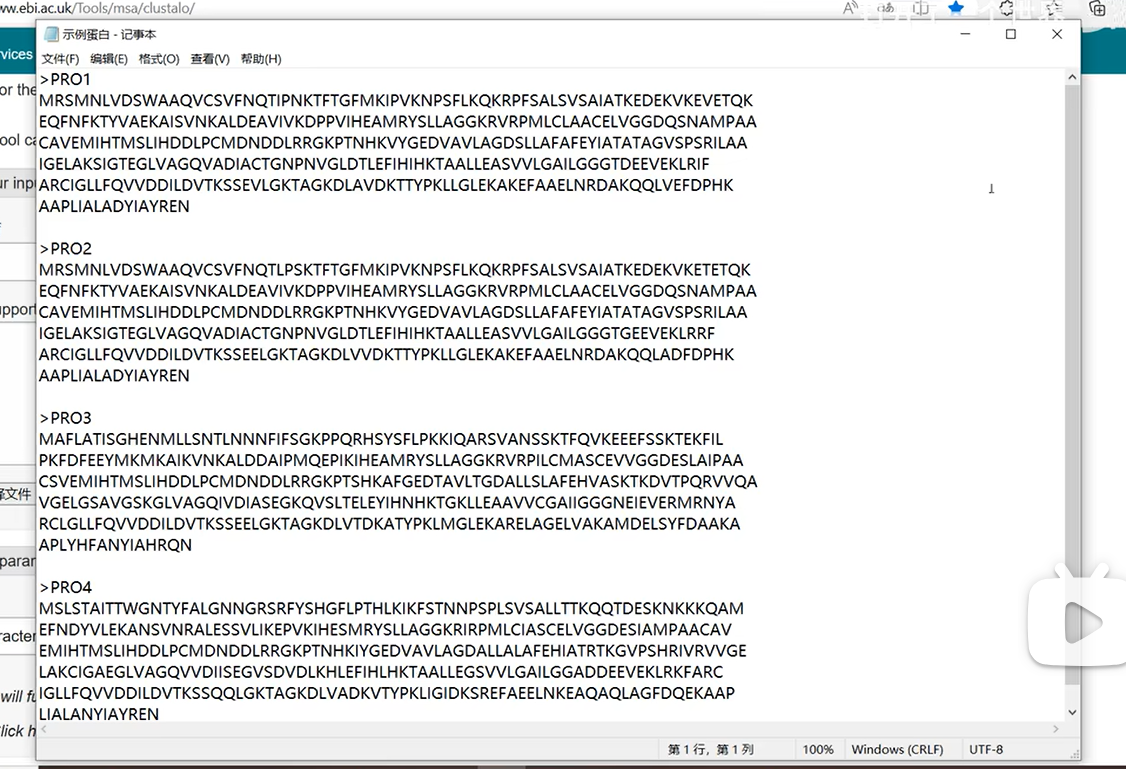 ww.ebi.ac.uk/Tools/msa/clustalo/
示例蛋白 - 记事本
文件(F) 编辑(E) 格式(O) 查看(V) 帮助(H)
>PRO1
MRSMNLVDSWAAQVCSVFNQTIPNKTFTGFMKIPVKNPSFLKQKRPFSALSVSAIATKEDEKVKEVETQK
EQFNFKTYVAEKAISVNKALDEAVIVKDPPVIHEAMRYSLLAGGKRVRPMLCLAACELVGGDQSNAMPAA
CAVEMIHTMSLIHDDLPCMDNDDLRRGKPTNHKVYGEDVAVLAGDSLLAFAFEYIATATAGVSPSRILAA
IGELAKSIGTEGLVAGQVADIACTGNPNVGLDTLEFIHIHKTAALLEASVVLGAILGGGTDEEVEKLRIF
ARCIGLLFQVVDDILDVTKSSEVLGKTAGKDLAVDKTTYPKLLGLEKAKEFAAELNRDAKQQLVEFDPHK
AAPLIALADYIAYREN
>PRO2
MRSMNLVDSWAAQVCSVFNQTLPSKTFTGFMKIPVKNPSFLKQKRPFSALSVSAIATKEDEKVKETETQK
EQFNFKTYVAEKAISVNKALDEAVIVKDPPVIHEAMRYSLLAGGKRVRPMLCLAACELVGGDQSNAMPAA
CAVEMIHTMSLIHDDLPCMDNDDLRRGKPTNHKVYGEDVAVLAGDSLLAFAFEYIATATAGVSPSRILAA
IGELAKSIGTEGLVAGQVADIACTGNPNVGLDTLEFIHIHKTAALLEASVVLGAILGGGTGEEVEKLRRF
ARCIGLLFQVVDDILDVTKSSEELGKTAGKDLVVDKTTYPKLLGLEKAKEFAAELNRDAKQQLADFDPHK
AAPLIALADYIAYREN
>PRO3
MAFLATISGHENMLLSNTLNNNFIFSGKPPQRHSYSFLPKKIQARSVANSSKTFQVKEEEFSSKTEKFIL
PKFDFEEYMKMKAIKVNKALDDAIPMQEPIKIHEAMRYSLLAGGKRVRPILCMASCEVVGGDESLAIPAA
CSVEMIHTMSLIHDDLPCMDNDDLRRGKPTSHKAFGEDTAVLTGDALLSLAFEHVASKTKDVTPQRVVQA
VGELGSAVGSKGLVAGQIVDIASEGKQVSLTELEYIHNHKTGKLLEAAVVCGAIIGGGNEIEVERMRNYA
RCLGLLFQVVDDILDVTKSSEELGKTAGKDLVTDKATYPKLMGLEKARELAGELVAKAMDELSYFDAAKA
APLYHFANYIAHRQN
>PRO4
MSLSTAITTWGNTYFALGNNGRSRFYSHGFLPTHLKIKFSTNNPSPLSVSALLTTKQQTDESKNKKKQAM
EFNDYVLEKANSVNRALESSVLIKEPVKIHESMRYSLLAGGKRIRPMLCIASCELVGGDESIAMPAACAV
EMIHTMSLIHDDLPCMDNDDLRRGKPTNHKIYGEDVAVLAGDALLALAFEHIATRTKGVPSHRIVRVVGE
LAKCIGAEGLVAGQVVDIISEGVSDVDLKHLEFIHLHKTAALLEGSVVLGAILGGADDEEVEKLRKFARC
IGLLFQVVDDILDVTKSSQQLGKTAGKDLVADKVTYPKLIGIDKSREFAEELNKEAQAQLAGFDQEKAAP
LIALANYIAYREN
第 1 行，第 1 列 100% Windows (CRLF) UTF-8
rvices
or the
ool ca
ur inpu
upport
择文件
param
racter
will fu
lick h